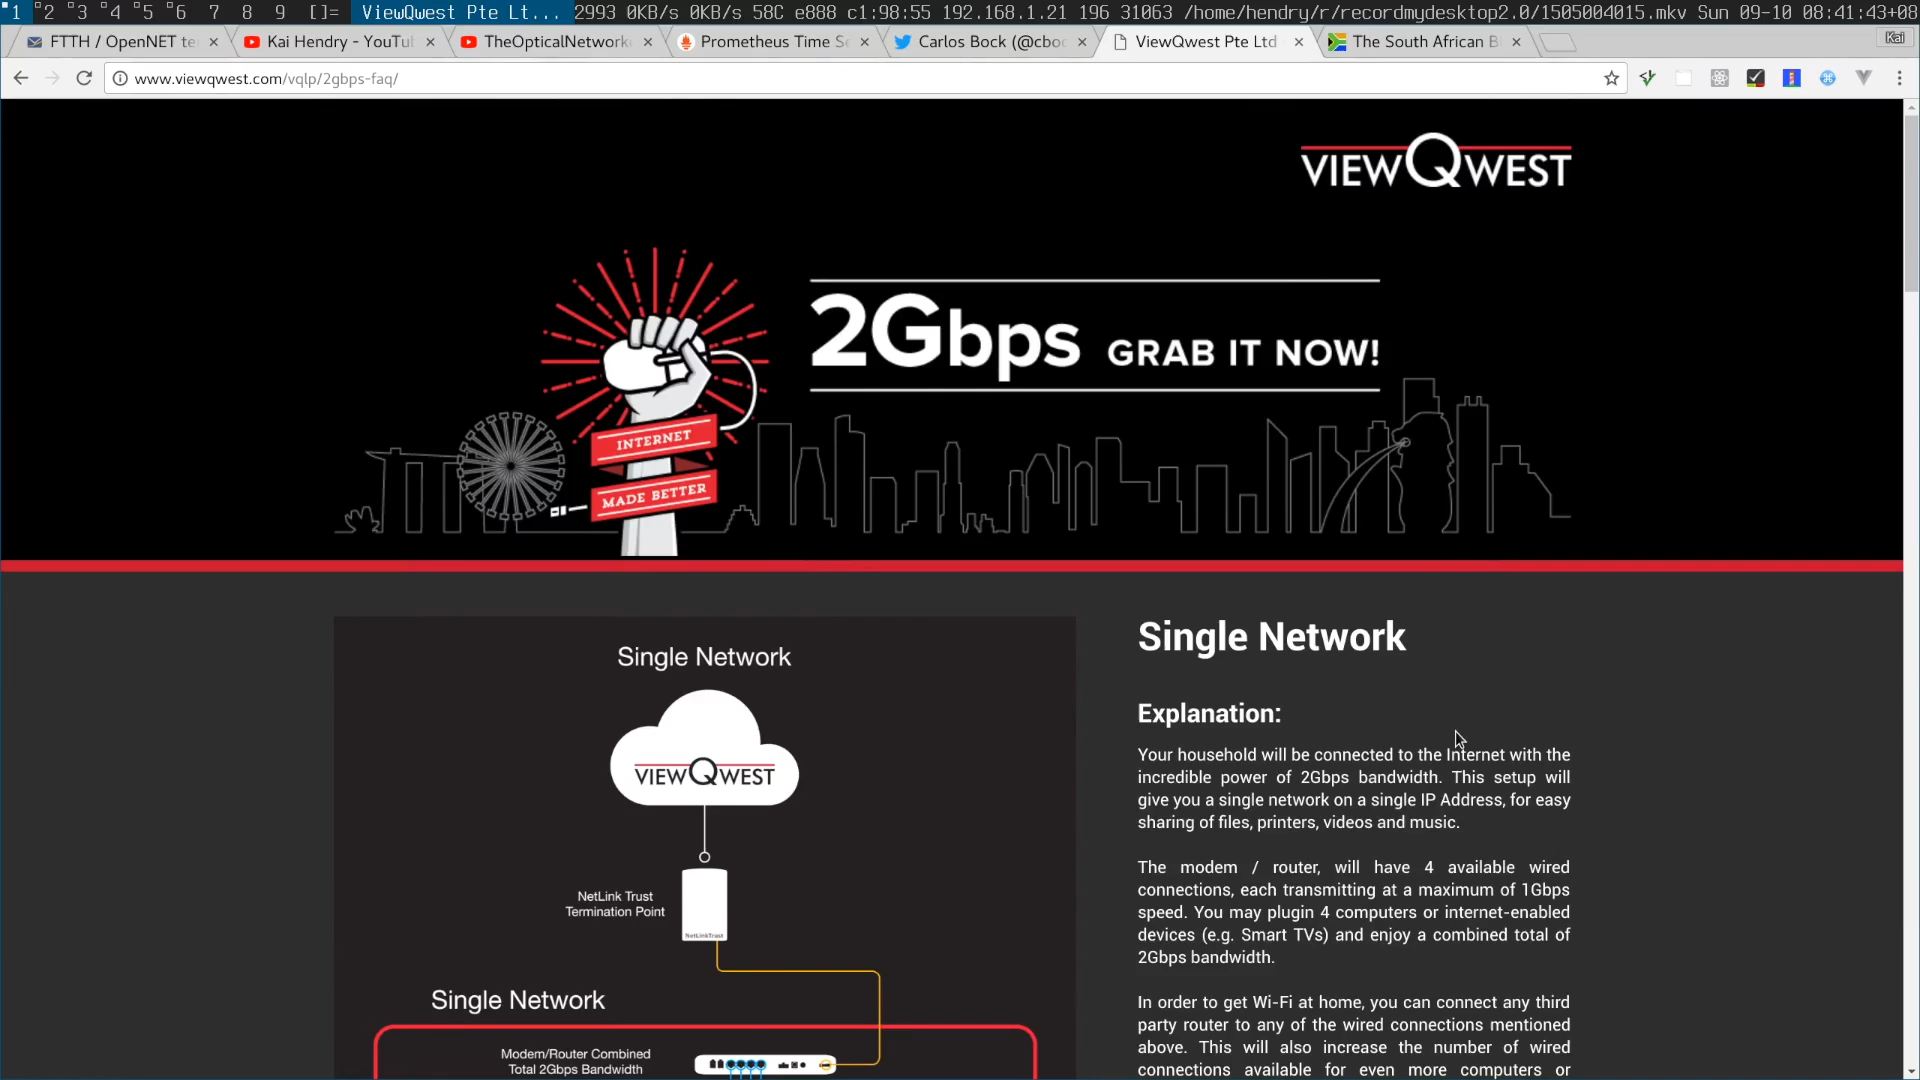 1 2 3 4 5 6 7 8 9 []= ViewQwest Pte Lt... 2993 0KB/s 0KB/s 58C e888 c1:98:55 192.168.1.21 196 31063 /home/hendry/r/recordmydesktop2.0/1505004015.mkv Sun 09-10 08:41:43+08
FTTH / OpenNET te Kai Hendry - YouTu TheOpticalNetwork Prometheus Time Se Carlos Bock (@cboc ViewQwest Pte Ltd The South African B Kai
www.viewqwest.com/vqlp/2gbps-faq/
VIEWQWEST
2Gbps GRAB IT NOW!
INTERNET
MADE BETTER
Single Network
VIEWQWEST
NetLink Trust
Termination Point
NetLinkTrust
Single Network
Modem/Router Combined
Total 2Gbps Bandwidth
Single Network
Explanation:
Your household will be connected to the Internet with the
incredible power of 2Gbps bandwidth. This setup will
give you a single network on a single IP Address, for easy
sharing of files, printers, videos and music.
The modem / router, will have 4 available wired
connections, each transmitting at a maximum of 1Gbps
speed. You may plugin 4 computers or internet-enabled
devices (e.g. Smart TVs) and enjoy a combined total of
2Gbps bandwidth.
In order to get Wi-Fi at home, you can connect any third
party router to any of the wired connections mentioned
above. This will also increase the number of wired
connections available for even more computers or